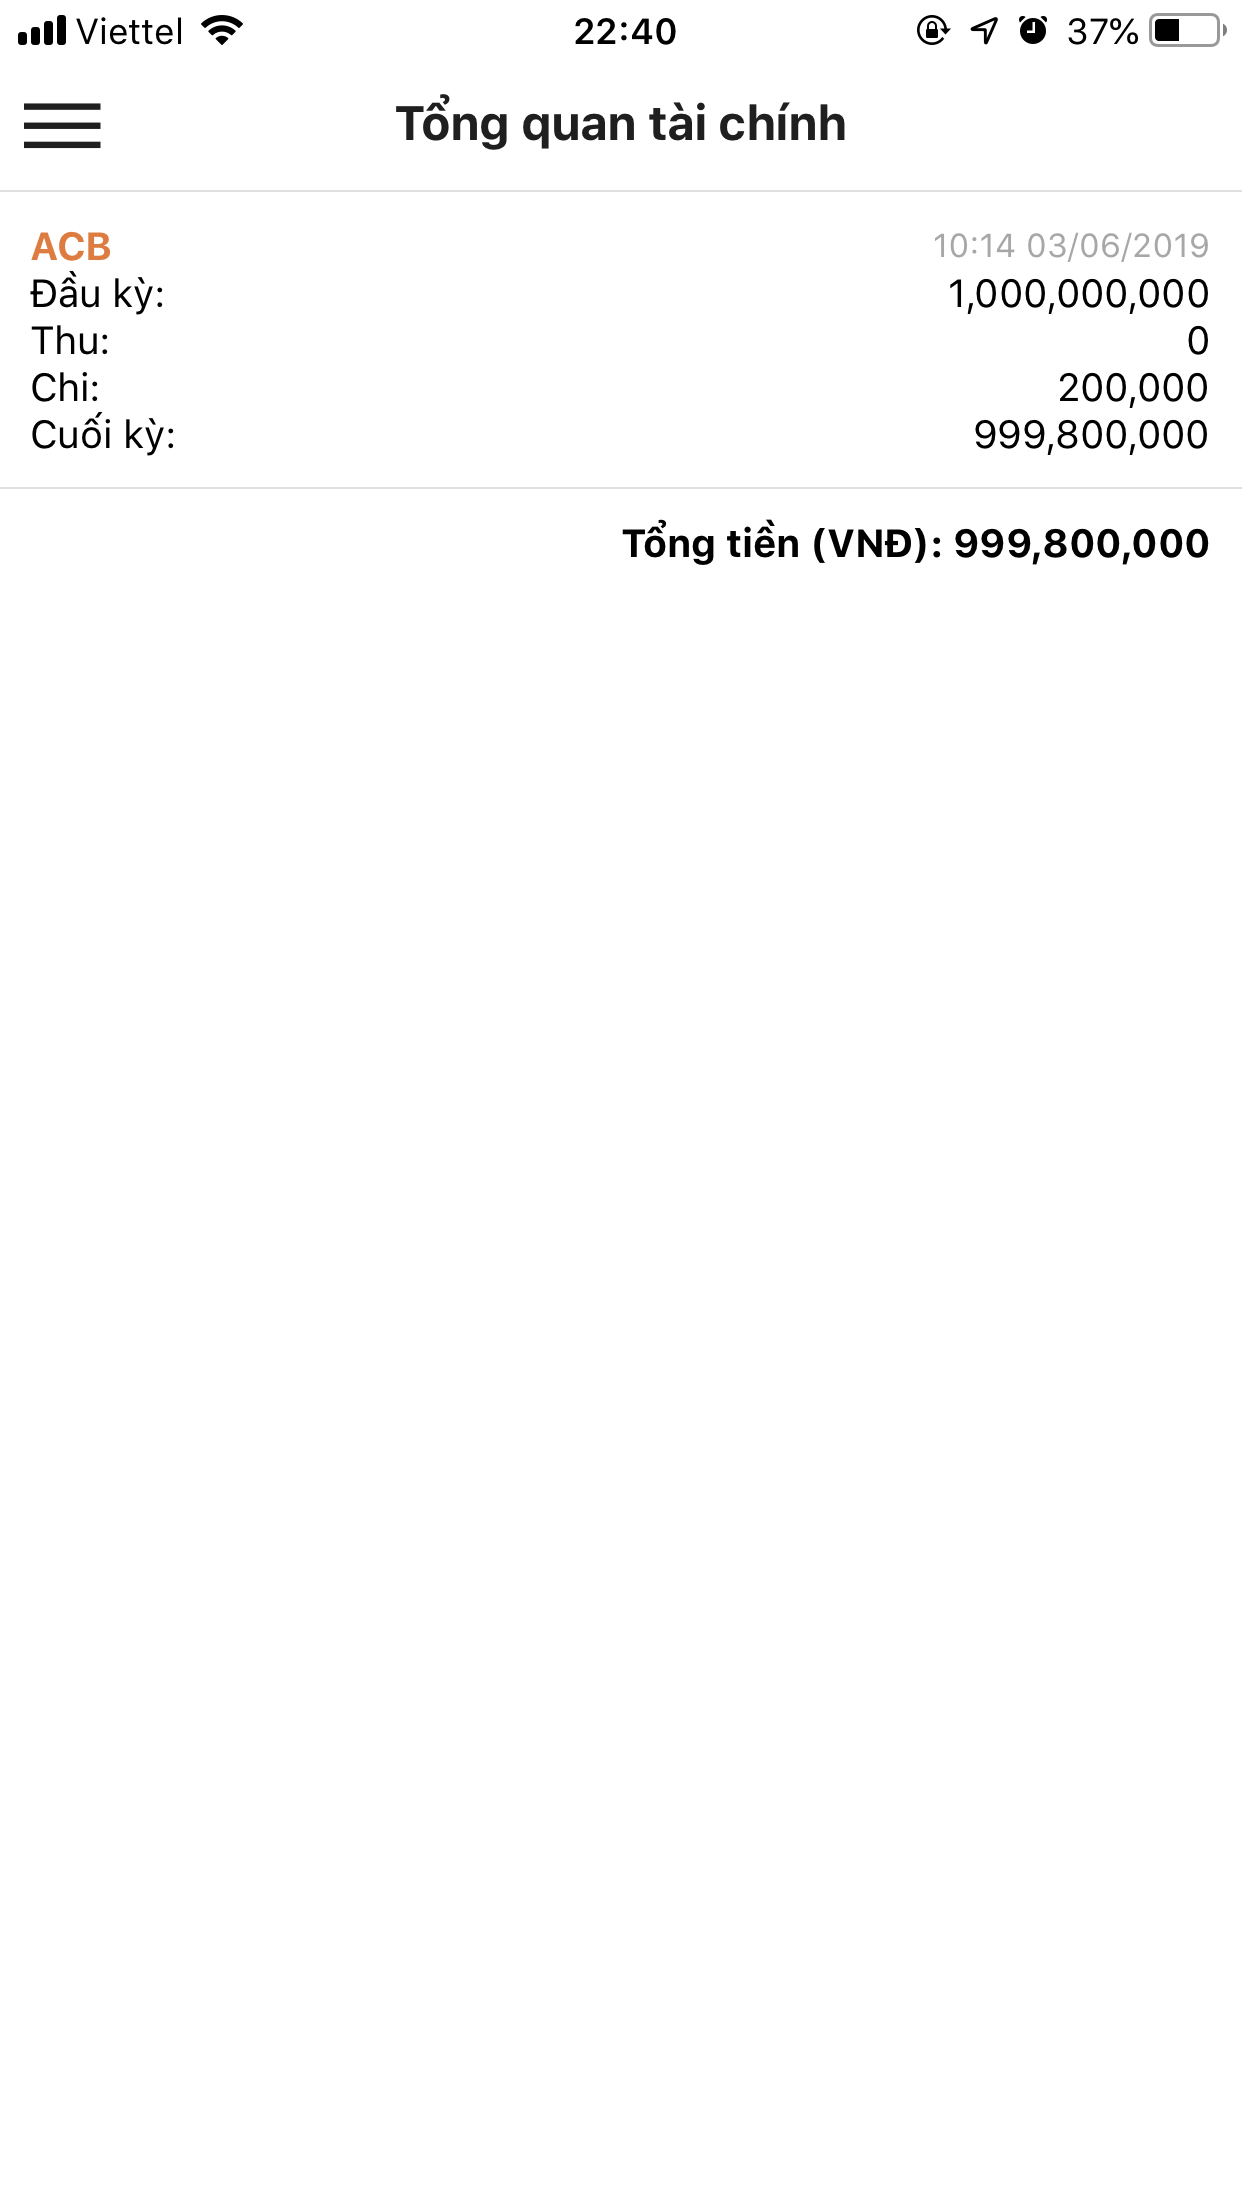 Viettel 22:40 37%
Tổng quan tài chính
ACB 10:14 03/06/2019
Đầu kỳ: 1,000,000,000
Thu: 0
Chi: 200,000
Cuối kỳ: 999,800,000
Tổng tiền (VNĐ): 999,800,000